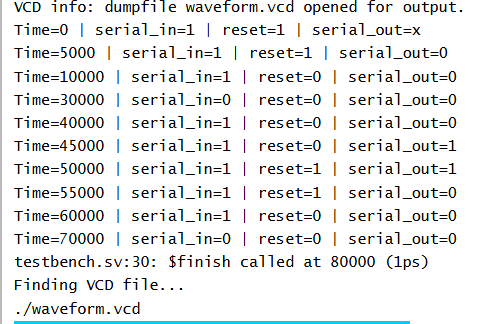 VCD info: dumpfile waveform.vcd opened for output.
Time=0 | serial_in=1 | reset=1 | serial_out=x
Time=5000 | serial_in=1 | reset=1 | serial_out=0
Time=10000 | serial_in=1 | reset=0 | serial_out=0
Time=30000 | serial_in=0 | reset=0 | serial_out=0
Time=40000 | serial_in=1 | reset=0 | serial_out=0
Time=45000 | serial_in=1 | reset=0 | serial_out=1
Time=50000 | serial_in=1 | reset=1 | serial_out=1
Time=55000 | serial_in=1 | reset=1 | serial_out=0
Time=60000 | serial_in=1 | reset=0 | serial_out=0
Time=70000 | serial_in=0 | reset=0 | serial_out=0
testbench.sv:30: $finish called at 80000 (1ps)
Finding VCD file...
./waveform.vcd